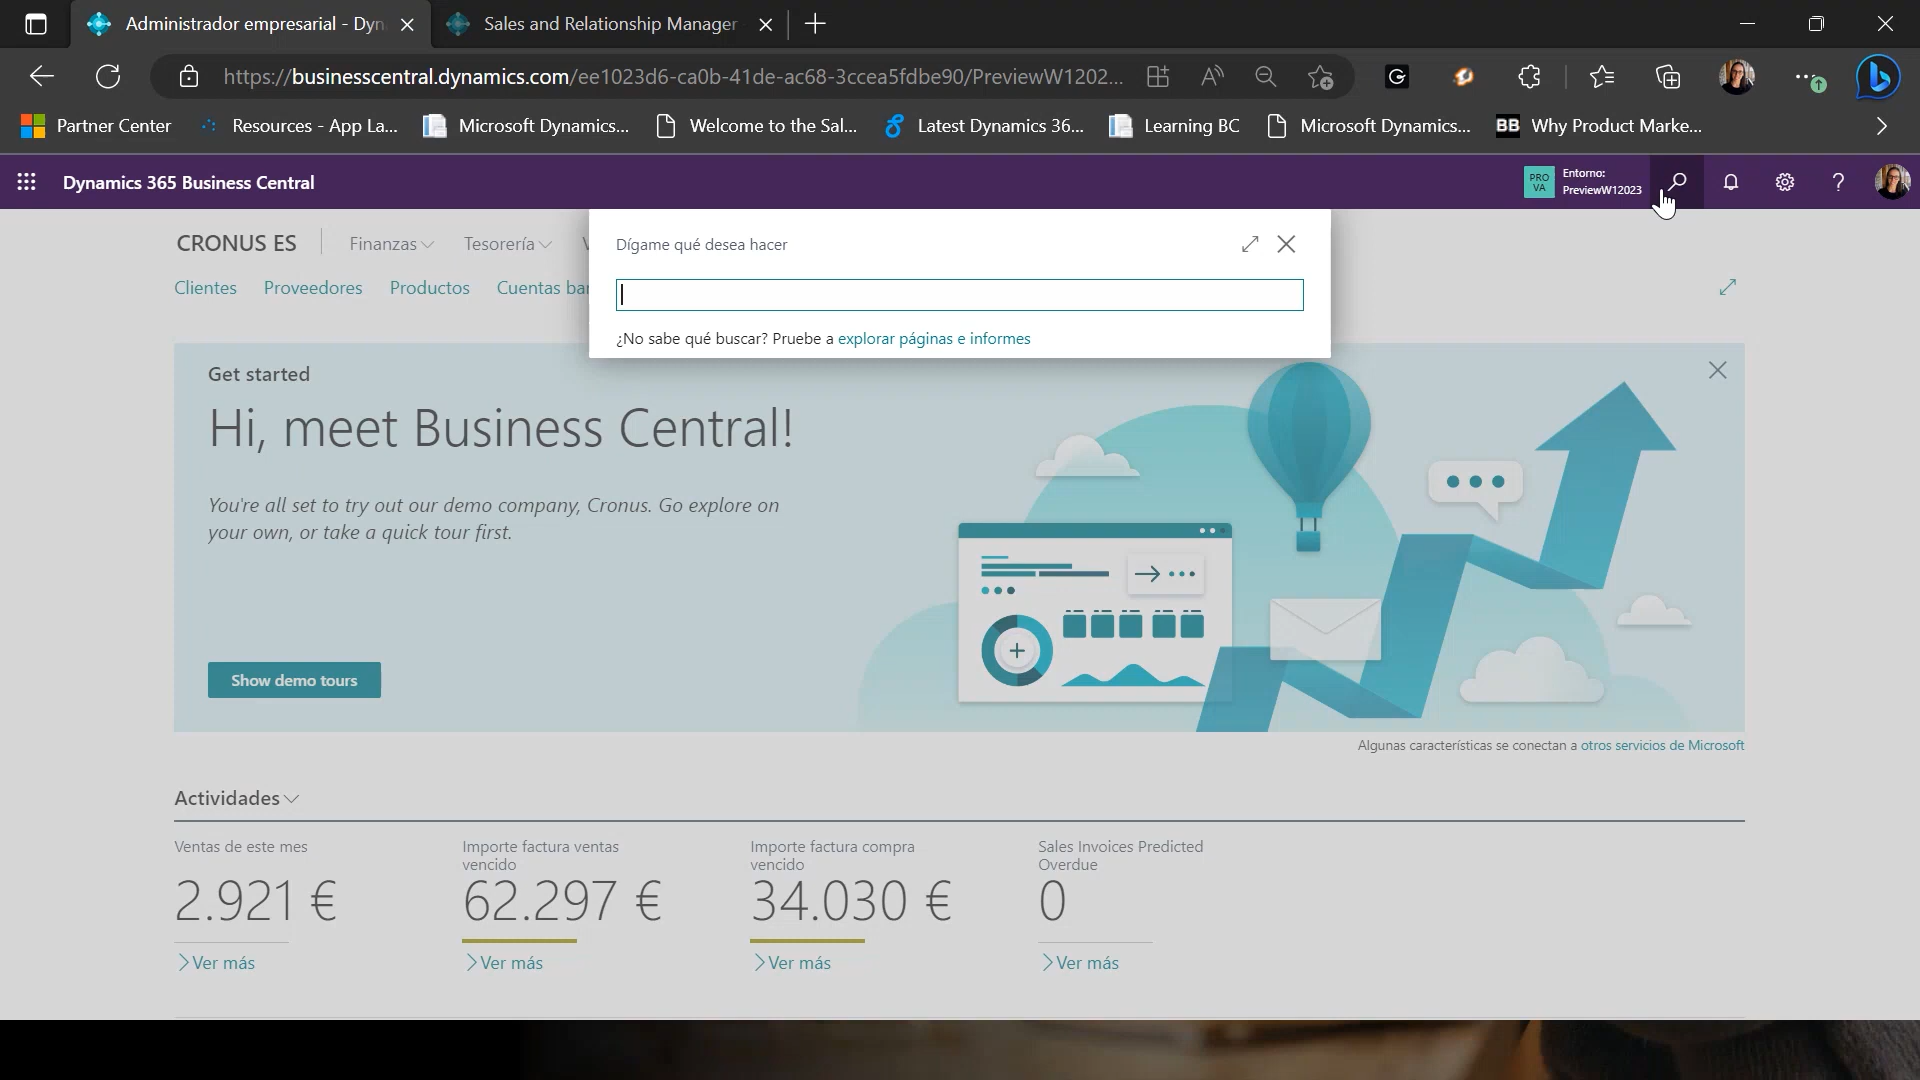 Administrador empresarial - Dyn
Sales and Relationship Manager
https://businesscentral.dynamics.com/ee1023d6-ca0b-41de-ac68-3ccea5fdbe90/PreviewW1202...
Partner Center
Resources - App La...
Microsoft Dynamics...
Welcome to the Sal...
Latest Dynamics 36...
Learning BC
Microsoft Dynamics...
BB Why Product Marke...
Dynamics 365 Business Central
PRO
VA
Entorno:
PreviewW12023
CRONUS ES
Finanzas
Tesorería
Dígame qué desea hacer
Clientes
Proveedores
Productos
Cuentas ba
¿No sabe qué buscar? Pruebe a explorar páginas e informes
Get started
Hi, meet Business Central!
You're all set to try out our demo company, Cronus. Go explore on
your own, or take a quick tour first.
Show demo tours
Algunas características se conectan a otros servicios de Microsoft
Actividades
Ventas de este mes
2.921 €
Ver más
Importe factura ventas
vencido
62.297 €
Ver más
Importe factura compra
vencido
34.030 €
Ver más
Sales Invoices Predicted
Overdue
0
Ver más